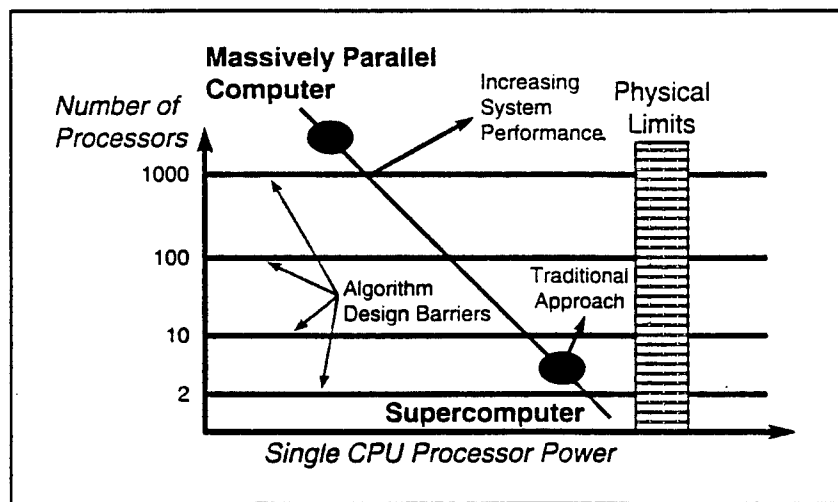 Massively Parallel
Computer
Number of
Processors
Increasing
System
Performance.
Physical
Limits
1000
100
Algorithm
Design Barriers
Traditional
Approach
10
2
Supercomputer
Single CPU Processor Power